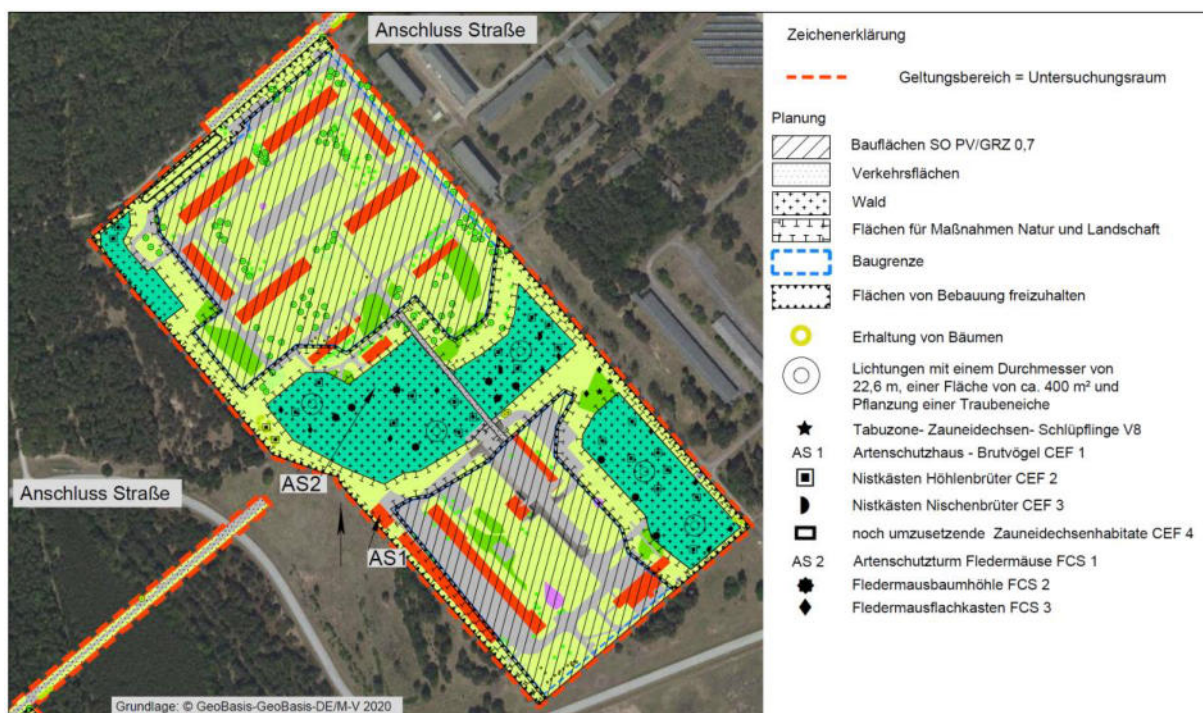 Anschluss Straße
Anschluss Straße
AS2
AS1
Grundlage: © GeoBasis-GeoBasis-DE/M-V 2020
Zeichenerklärung
Geltungsbereich = Untersuchungsraum
Planung
Bauflächen SO PV/GRZ 0,7
Verkehrsflächen
Wald
Flächen für Maßnahmen Natur und Landschaft
Baugrenze
Flächen von Bebauung freizuhalten
Erhaltung von Bäumen
Lichtungen mit einem Durchmesser von
22,6 m, einer Fläche von ca. 400 m² und
Pflanzung einer Traubeneiche
Tabuzone- Zauneidechsen- Schlüpflinge V8
AS 1 Artenschutzhaus - Brutvögel CEF 1
Nistkästen Höhlenbrüter CEF 2
Nistkästen Nischenbrüter CEF 3
noch umzusetzende Zauneidechsenhabitate CEF 4
AS 2 Artenschutzturm Fledermäuse FCS 1
Fledermausbaumhöhle FCS 2
Fledermausflachkasten FCS 3